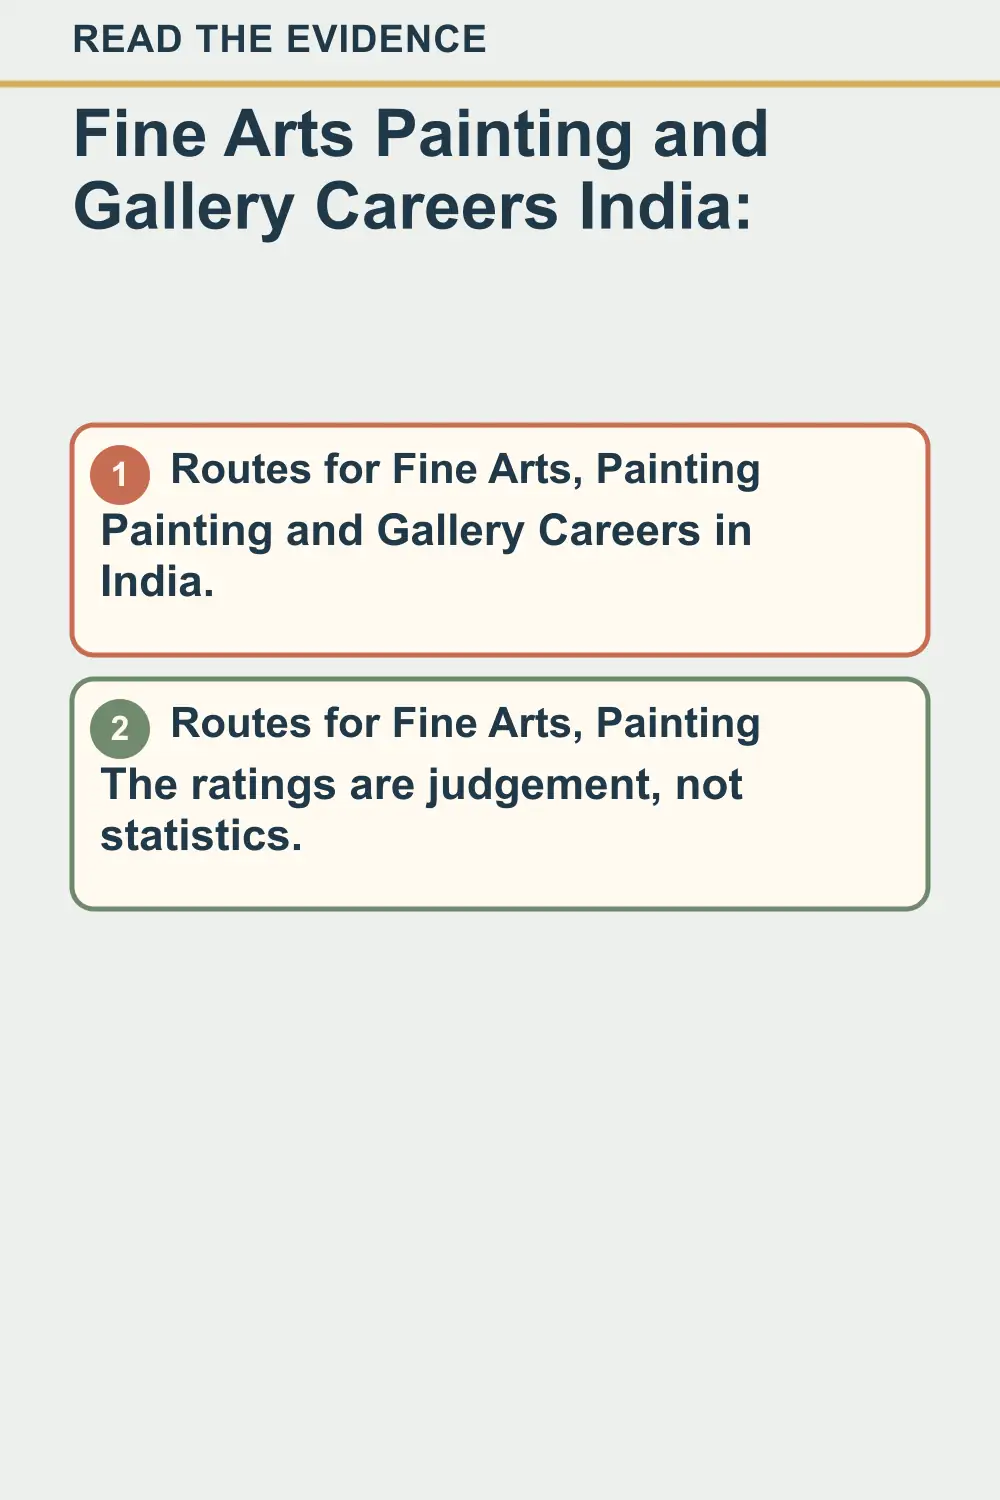 READ THE EVIDENCE
Fine Arts Painting and
Gallery Careers India:
1 Routes for Fine Arts, Painting
Painting and Gallery Careers in
India.
2 Routes for Fine Arts, Painting
The ratings are judgement, not
statistics.